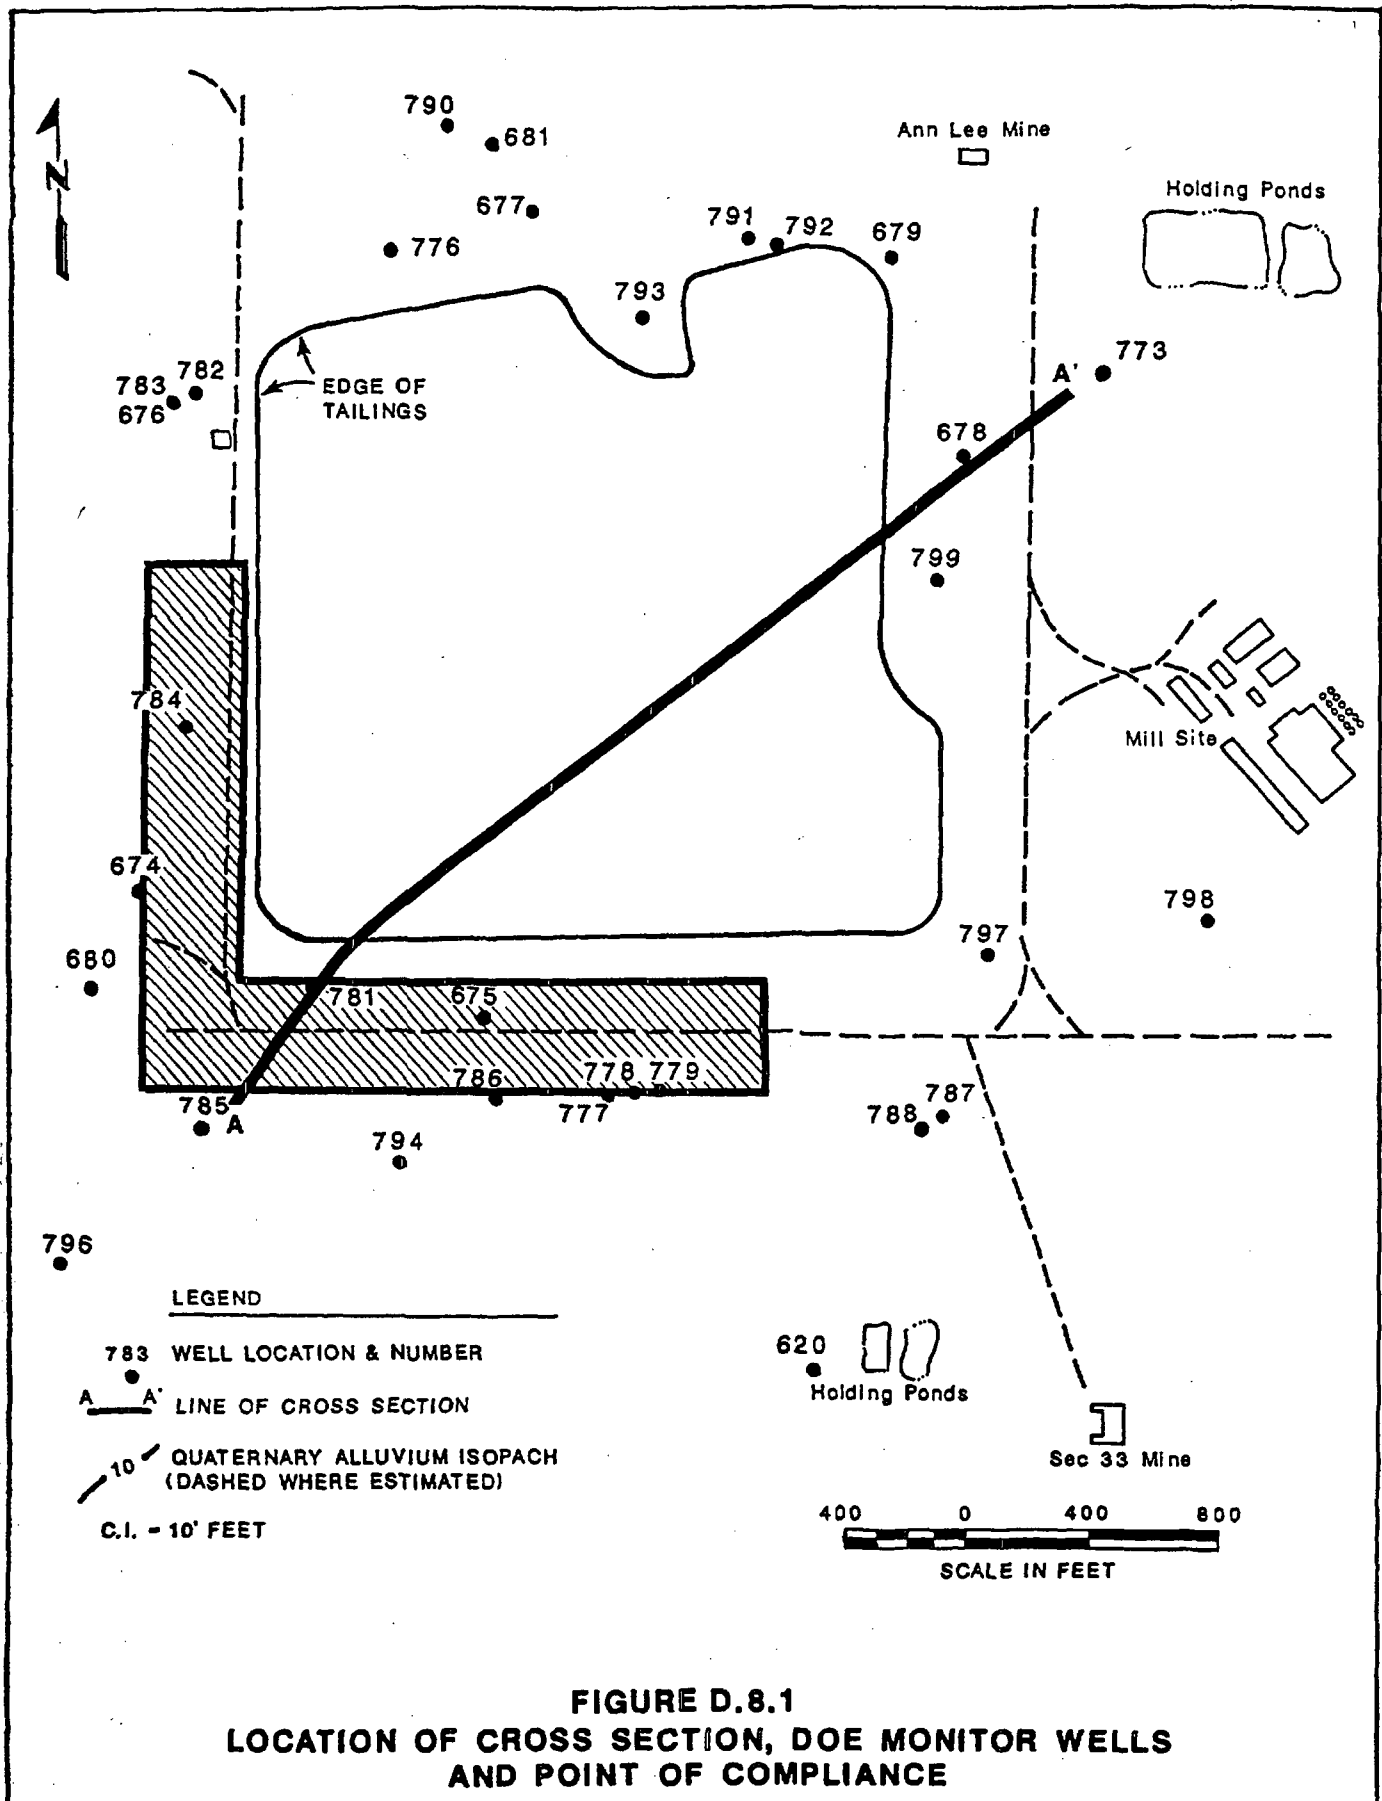 790
681
Ann Lee Mine
Holding Ponds
677
776
791
792
679
793
773
A'
783
782
676
EDGE OF
TAILINGS
678
799
784
Mill Site
674
798
680
797
781
675
786
778
779
777
785
A
788
787
794
796
LEGEND
783 WELL LOCATION & NUMBER
A A' LINE OF CROSS SECTION
10 QUATERNARY ALLUVIUM ISOPACH
(DASHED WHERE ESTIMATED)
C.I. - 10' FEET
620
Holding Ponds
Sec 33 Mine
400 0 400 800
SCALE IN FEET
N
FIGURE D.8.1
LOCATION OF CROSS SECTION, DOE MONITOR WELLS
AND POINT OF COMPLIANCE